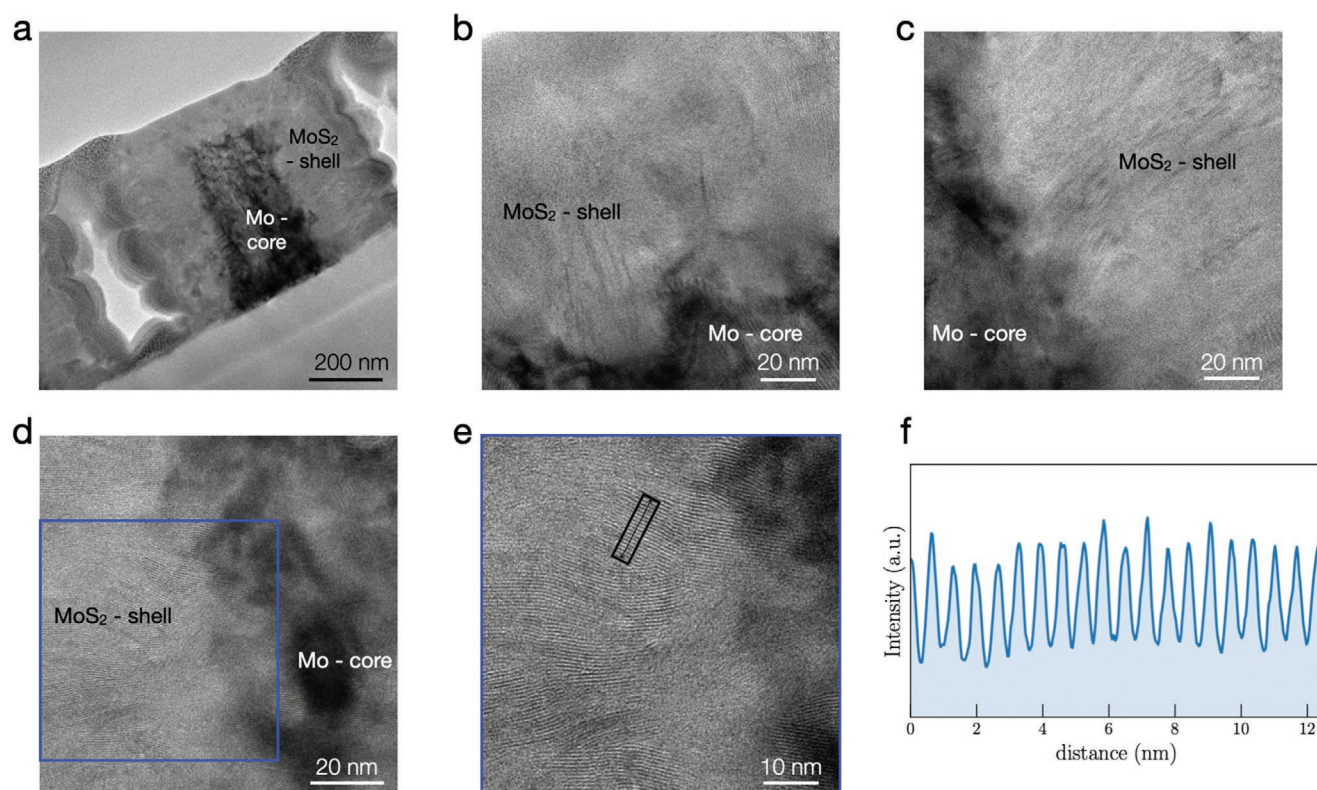 a
MoS₂
- shell
Mo -
core
200 nm
b
MoS₂ - shell
Mo - core
20 nm
c
MoS₂ - shell
Mo - core
20 nm
d
MoS₂ - shell
Mo - core
20 nm
e
10 nm
f
Intensity (a.u.)
0 2 4 6 8 10 12
distance (nm)